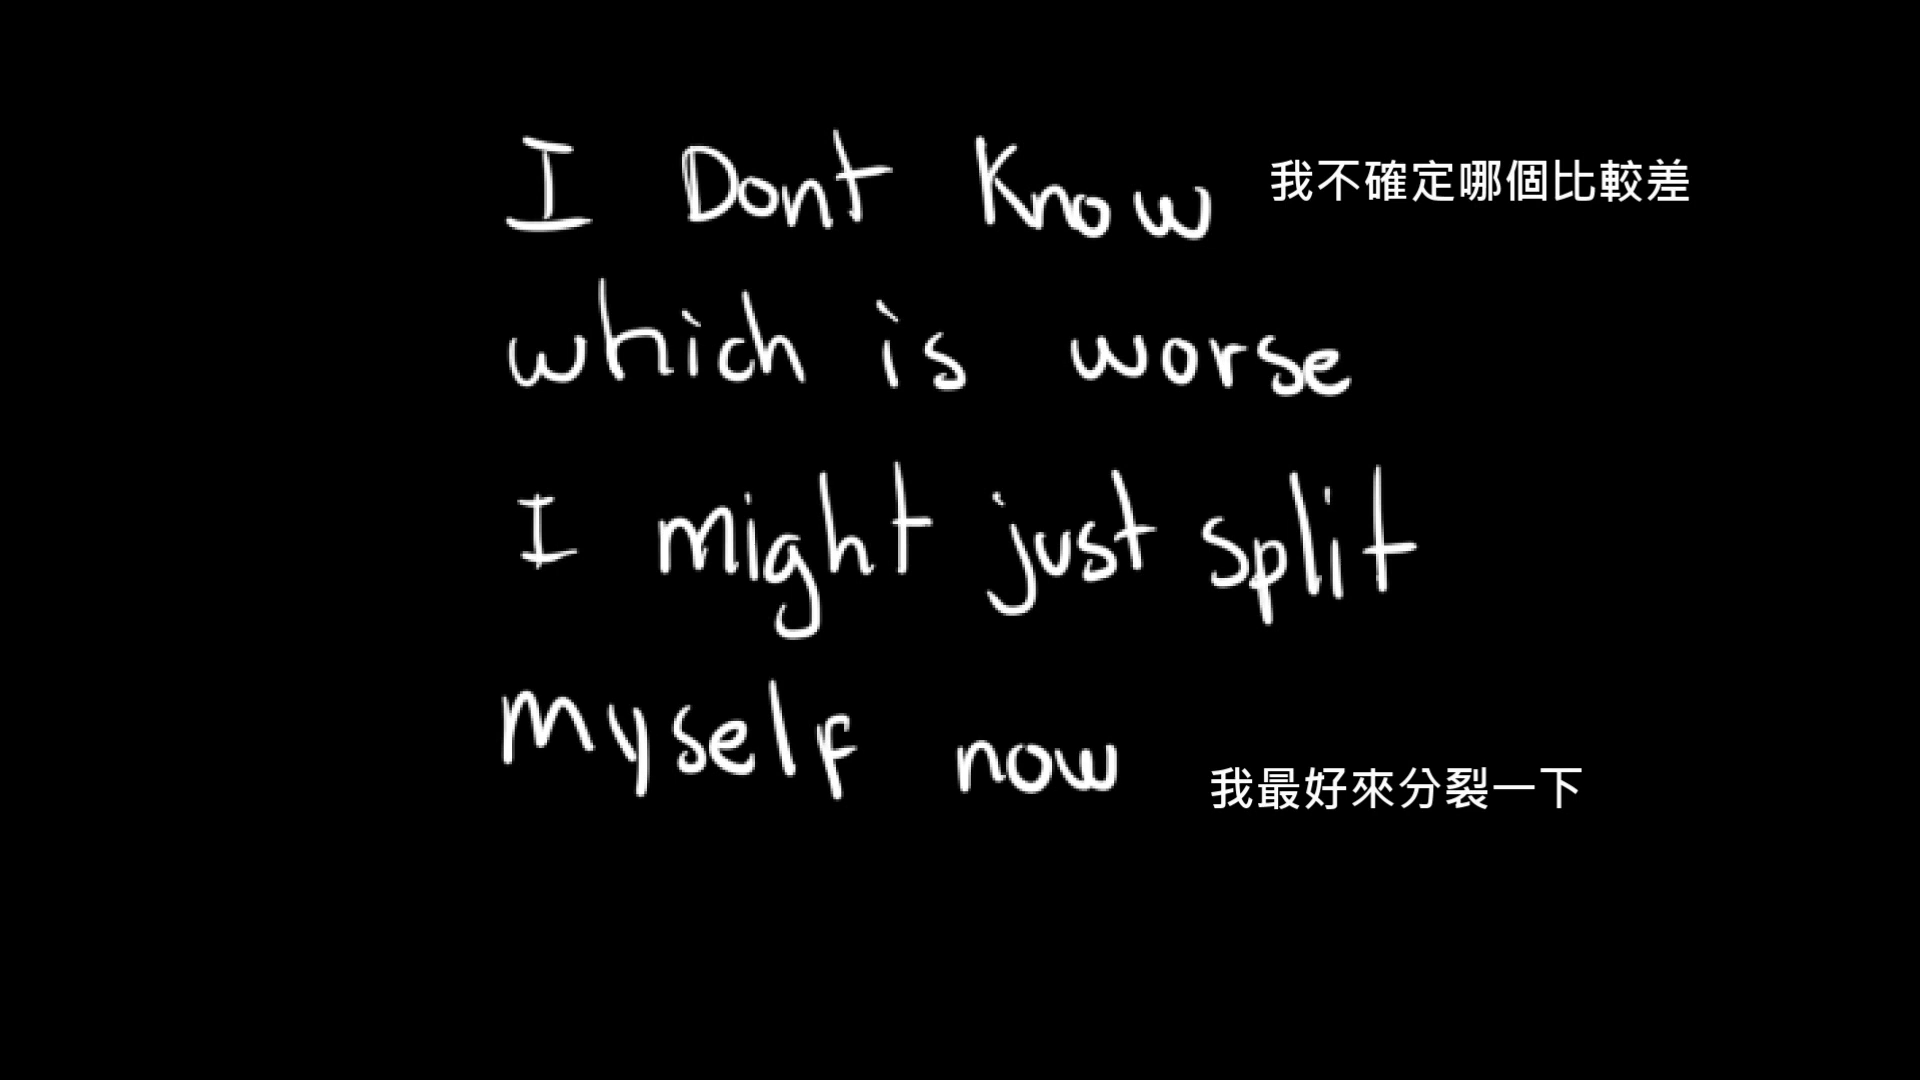 I Dont Know
我不確定哪個比較差
which is worse
I might just split
myself now
我最好來分裂一下